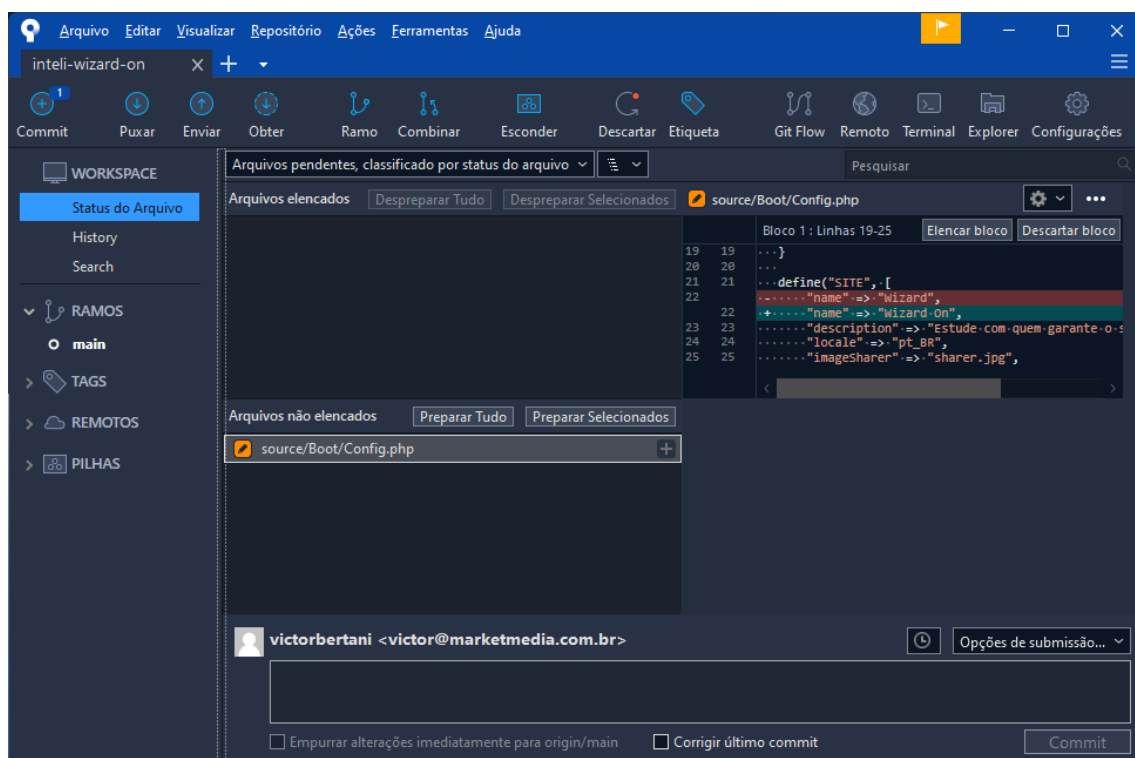 Arquivo Editar Visualizar Repositório Ações Ferramentas Ajuda
inteli-wizard-on
1
Commit Puxar Enviar Obter Ramo Combinar Esconder Descartar Etiqueta Git Flow Remoto Terminal Explorer Configurações
WORKSPACE
Status do Arquivo
History
Search
RAMOS
main
TAGS
REMOTOS
PILHAS
Arquivos pendentes, classificado por status do arquivo
Pesquisar
Arquivos elencados Despreparar Tudo Despreparar Selecionados
source/Boot/Config.php
Bloco 1 : Linhas 19-25 Elencar bloco Descartar bloco
19 19 ···}
20 20 ···
21 21 ···define("SITE",·[
22 -······"name"·=>·"Wizard",
22 +······"name"·=>·"Wizard·On",
23 23 ·······"description"·=>·"Estude·com·quem·garante·o·s
24 24 ·······"locale"·=>·"pt_BR",
25 25 ·······"imageSharer"·=>·"sharer.jpg",
Arquivos não elencados Preparar Tudo Preparar Selecionados
source/Boot/Config.php
victorbertani <victor@marketmedia.com.br>
Opções de submissão...
Empurrar alterações imediatamente para origin/main Corrigir último commit Commit